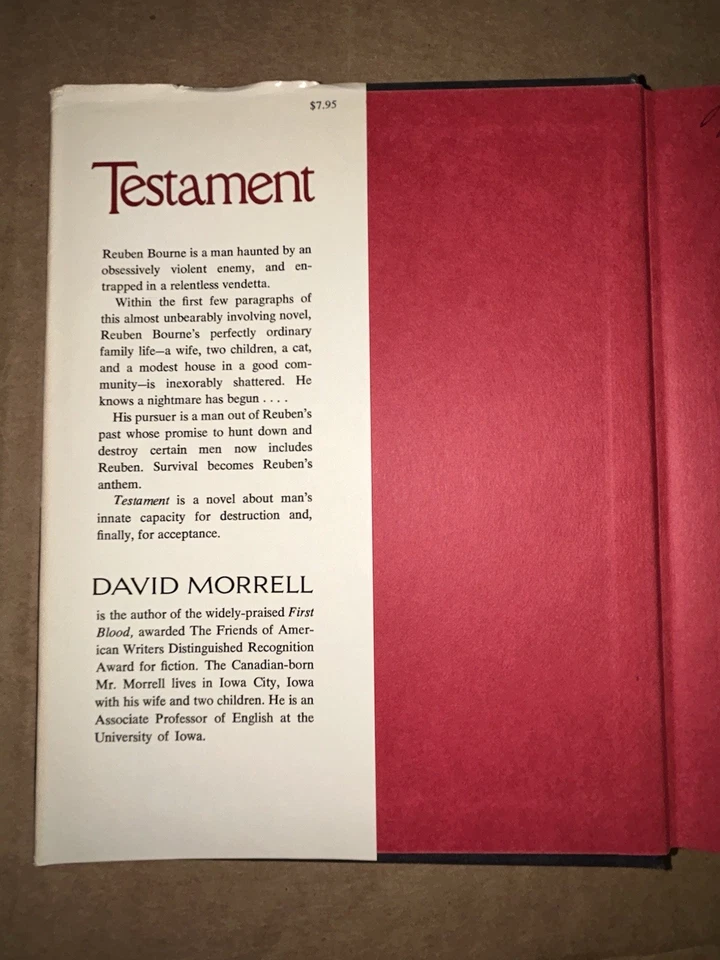 $7.95
Testament
Reuben Bourne is a man haunted by an
obsessively violent enemy, and en-
trapped in a relentless vendetta.
Within the first few paragraphs of
this almost unbearably involving novel,
Reuben Bourne's perfectly ordinary
family life—a wife, two children, a cat,
and a modest house in a good com-
munity—is inexorably shattered. He
knows a nightmare has begun . . . .
His pursuer is a man out of Reuben's
past whose promise to hunt down and
destroy certain men now includes
Reuben. Survival becomes Reuben's
anthem.
Testament is a novel about man's
innate capacity for destruction and,
finally, for acceptance.
DAVID MORRELL
is the author of the widely-praised First
Blood, awarded The Friends of Amer-
ican Writers Distinguished Recognition
Award for fiction. The Canadian-born
Mr. Morrell lives in Iowa City, Iowa
with his wife and two children. He is an
Associate Professor of English at the
University of Iowa.